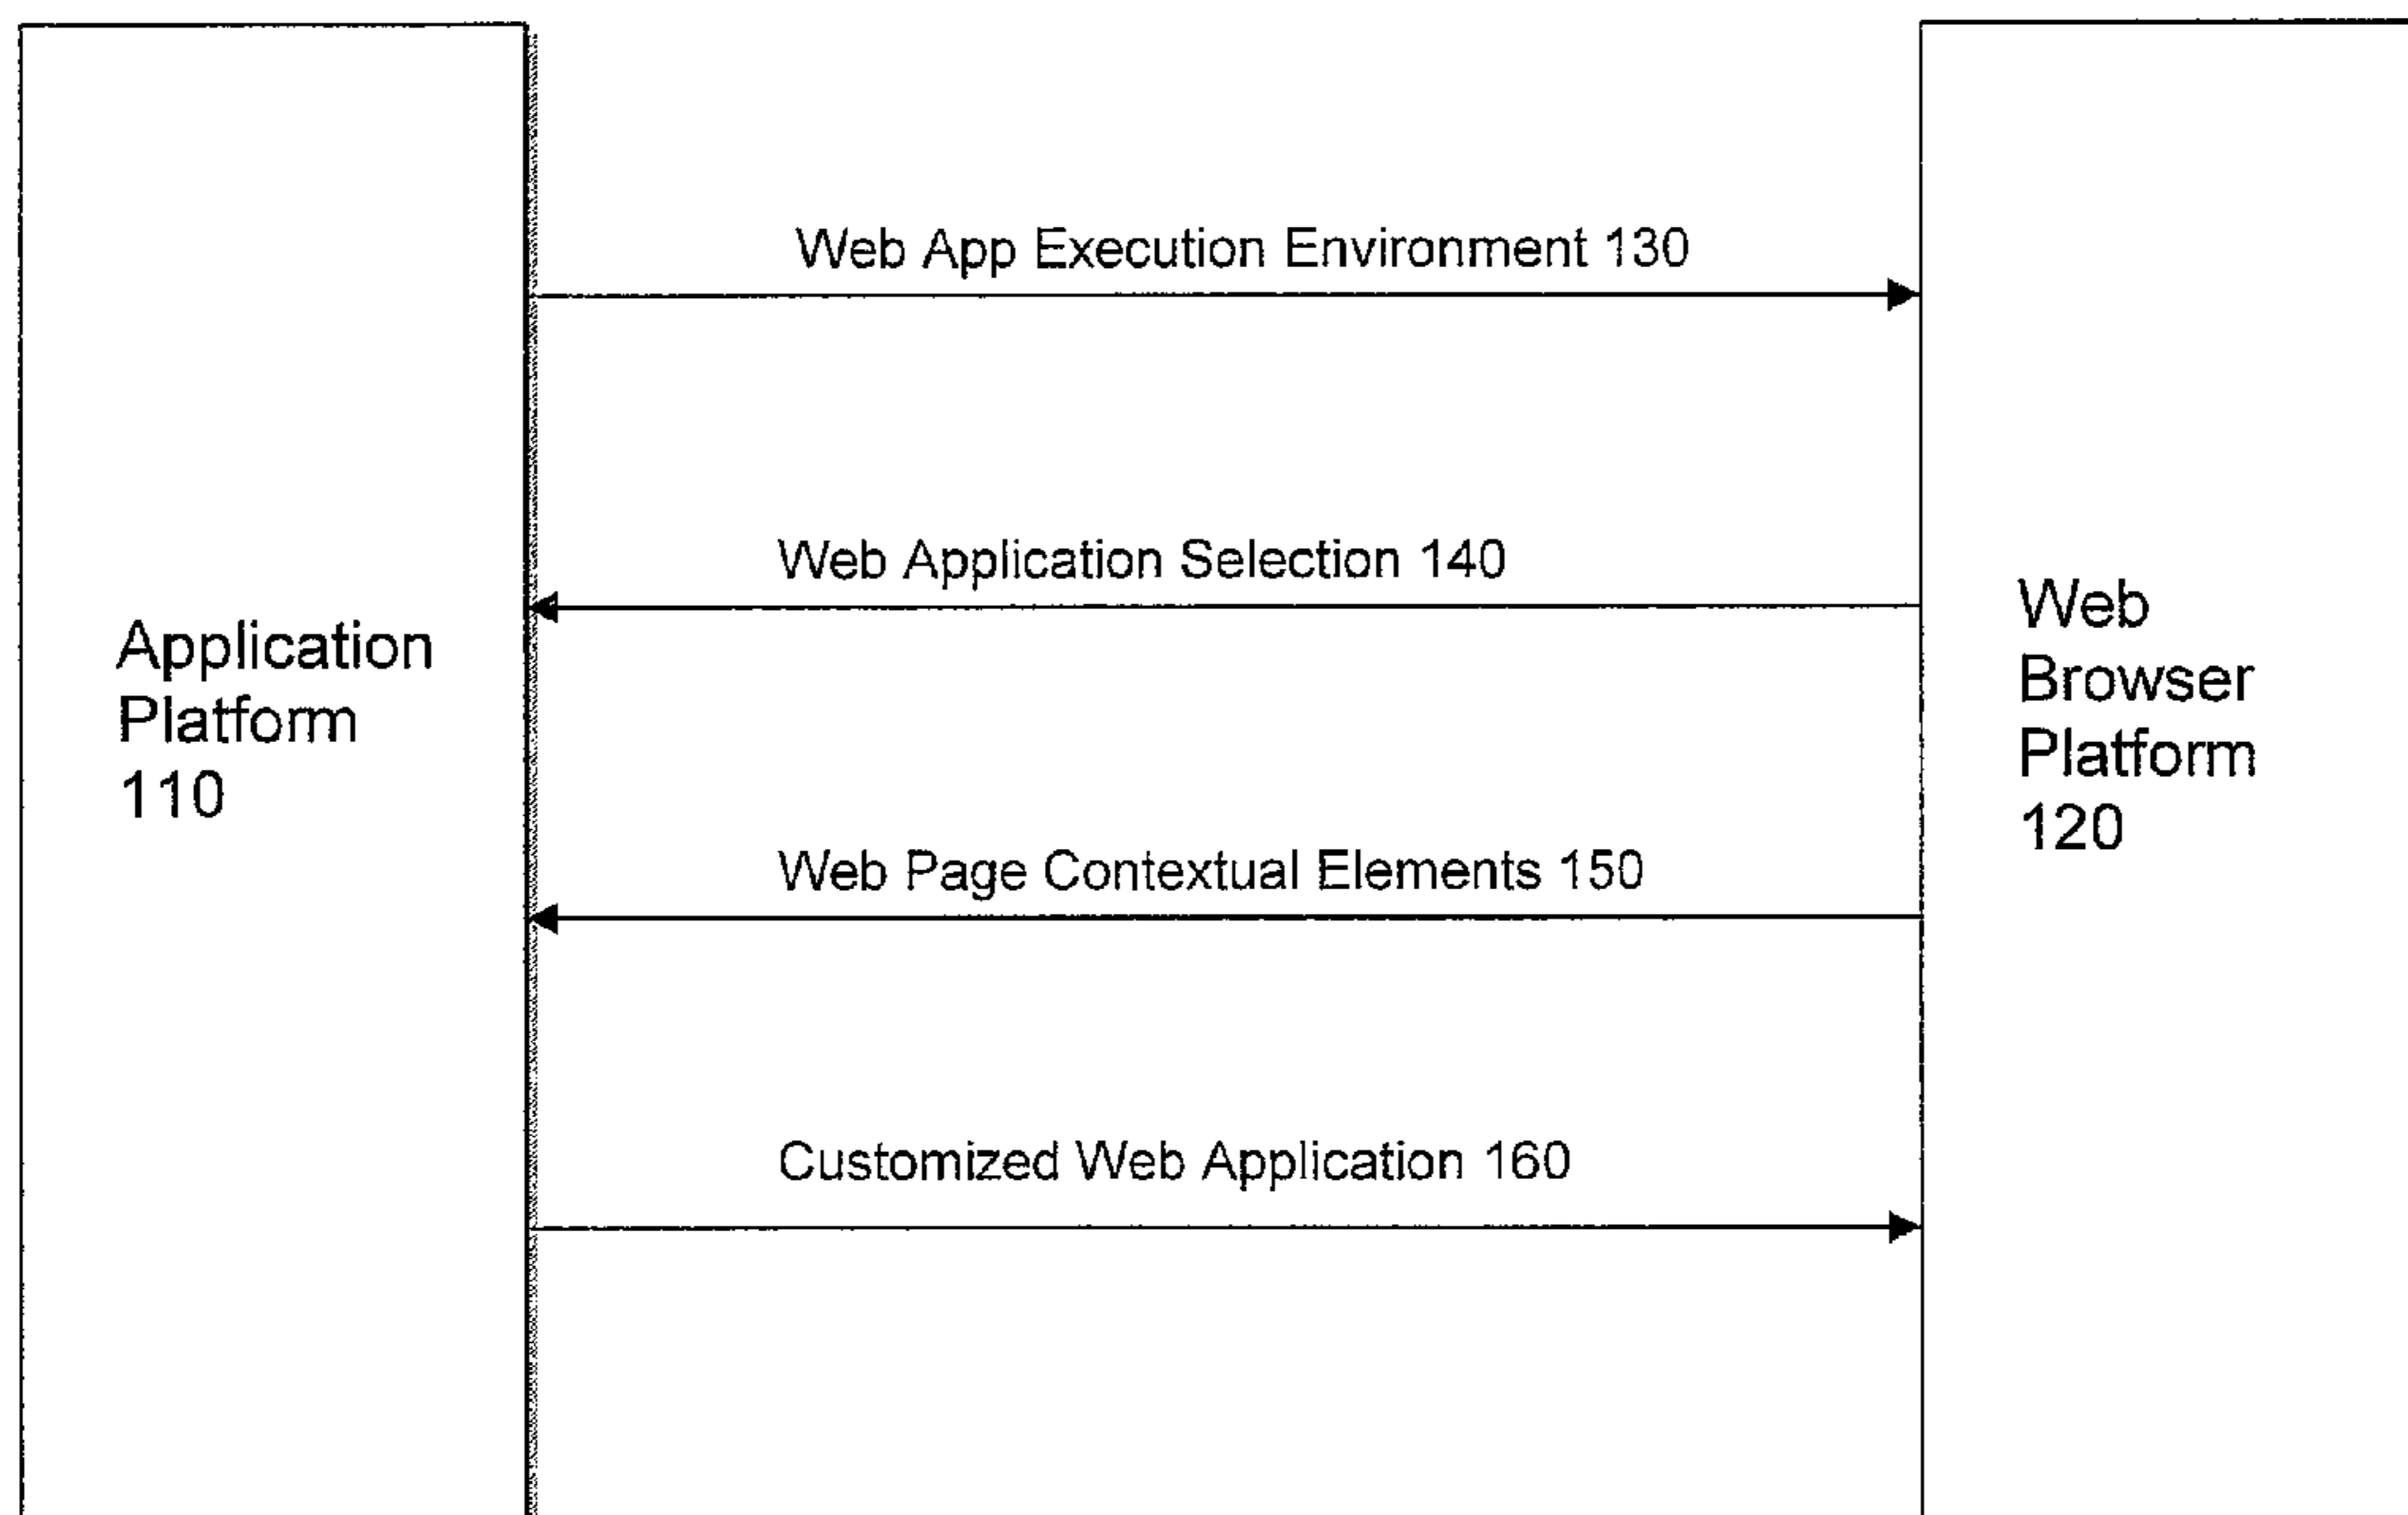 Web App Execution Environment 130
Web Application Selection 140
Application
Platform
110
Web
Browser
Platform
120
Web Page Contextual Elements 150
Customized Web Application 160